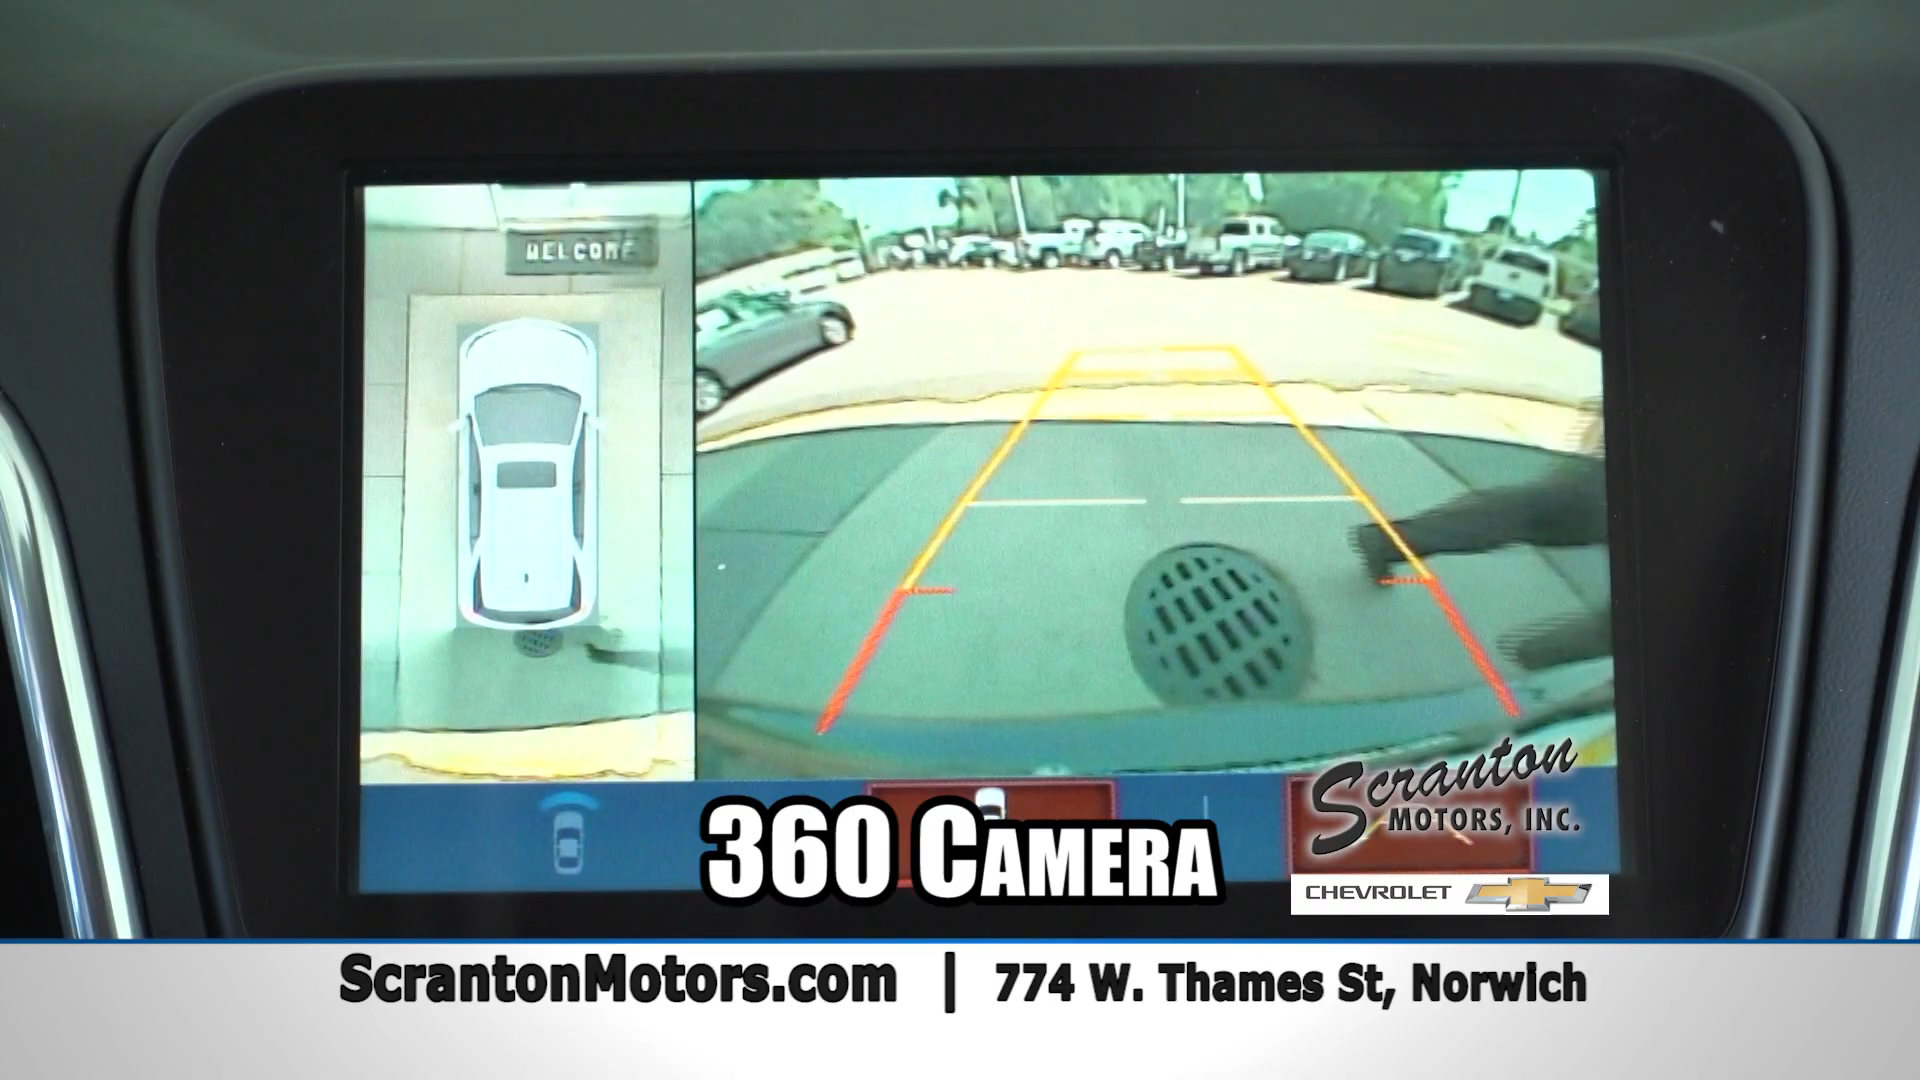 WELCOME
360 CAMERA
Scranton
MOTORS, INC.
CHEVROLET
ScrantonMotors.com | 774 W. Thames St, Norwich